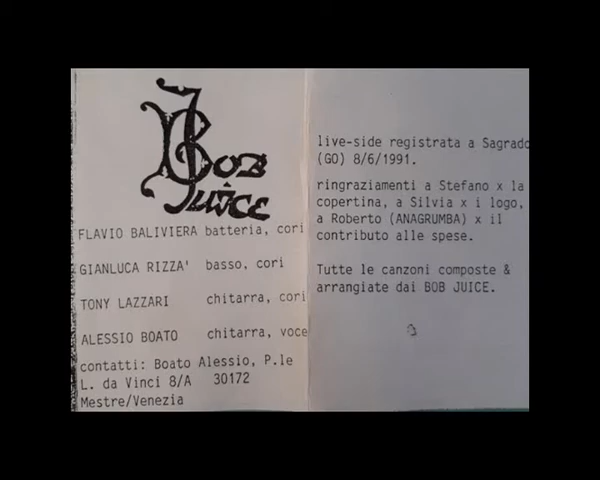 BOB
JUICE
FLAVIO BALIVIERA batteria, cori
GIANLUCA RIZZA' basso, cori
TONY LAZZARI chitarra, cori
ALESSIO BOATO chitarra, voce
contatti: Boato Alessio, P.le
L. da Vinci 8/A 30172
Mestre/Venezia
live-side registrata a Sagrado
(GO) 8/6/1991.
ringraziamenti a Stefano x la
copertina, a Silvia x i logo,
a Roberto (ANAGRUMBA) x il
contributo alle spese.
Tutte le canzoni composte &
arrangiate dai BOB JUICE.